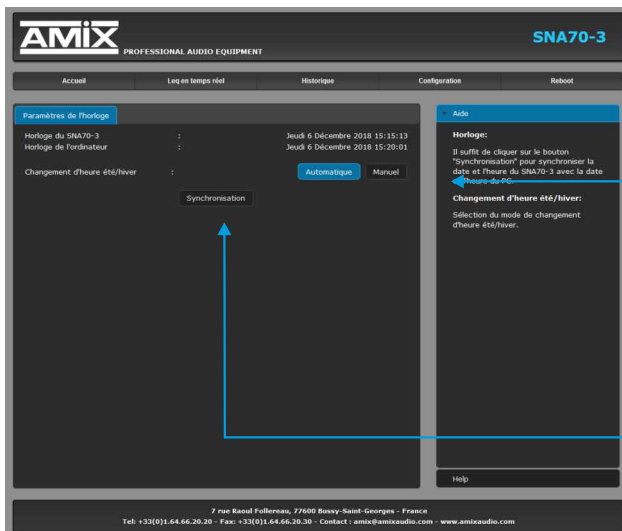 AMiX
PROFESSIONAL AUDIO EQUIPMENT
SNA70-3
Accueil Leq en temps réel Historique Configuration Reboot
Paramètres de l'horloge
Horloge du SNA70-3 : Jeudi 6 Décembre 2018 15:15:13
Horloge de l'ordinateur : Jeudi 6 Décembre 2018 15:20:01
Changement d'heure été/hiver : Automatique Manuel
Synchronisation
Aide
Horloge:
Il suffit de cliquer sur le bouton
"Synchronisation" pour synchroniser la
date et l'heure du SNA70-3 avec la date
et l'heure du PC.
Changement d'heure été/hiver:
Sélection du mode de changement
d'heure été/hiver.
Help
7 rue Raoul Follereau, 77600 Bussy-Saint-Georges - France
Tel: +33(0)1.64.66.20.20 - Fax: +33(0)1.64.66.20.30 - Contact : amix@amixaudio.com - www.amixaudio.com